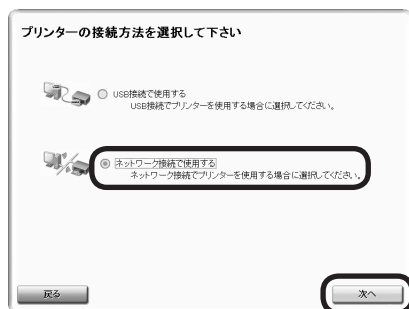 プリンターの接続方法を選択して下さい
USB接続で使用する
USB接続でプリンターを使用する場合に選択してください。
ネットワーク接続で使用する
ネットワーク接続でプリンターを使用する場合に選択してください。
戻る
次へ